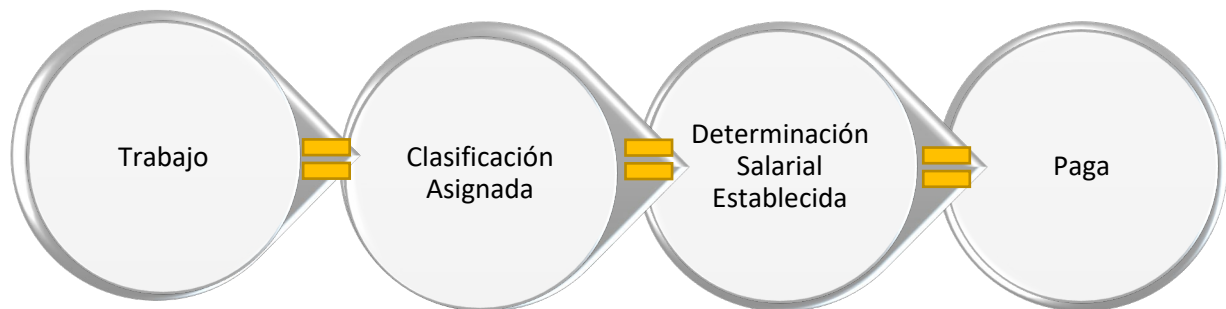 Trabajo
Clasificación
Asignada
Determinación
Salarial
Establecida
Paga